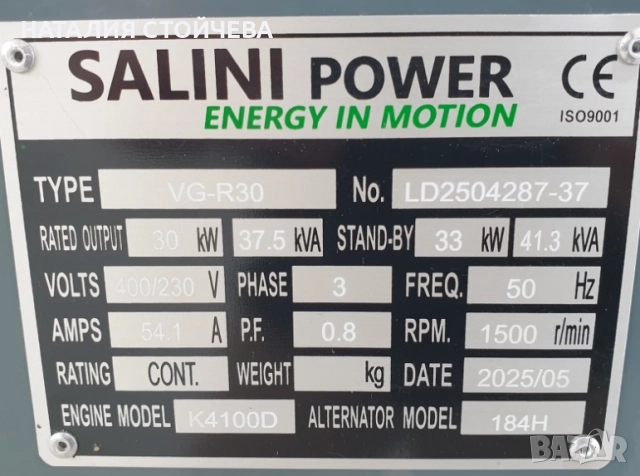 НАТАЛИЯ СТОЙЧЕВА
SALINI POWER CE
ENERGY IN MOTION ISO9001
TYPE VG-R30 No. LD2504287-37
RATED OUTPUT 30 kW 37.5 kVA STAND-BY 33 kW 41.3 kVA
VOLTS 400/230 V PHASE 3 FREQ. 50 Hz
AMPS 54.1 A P.F. 0.8 RPM. 1500 r/min
RATING CONT. WEIGHT kg DATE 2025/05
ENGINE MODEL K4100D ALTERNATOR MODEL 184H
BAZAR